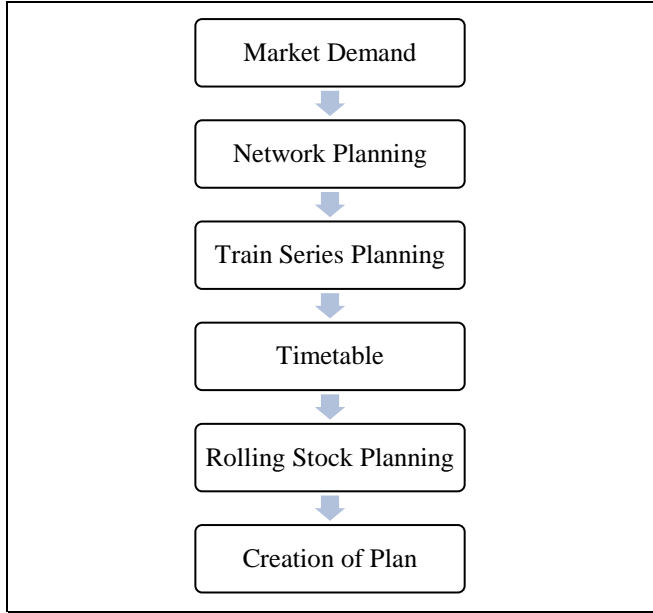 Market Demand
Network Planning
Train Series Planning
Timetable
Rolling Stock Planning
Creation of Plan